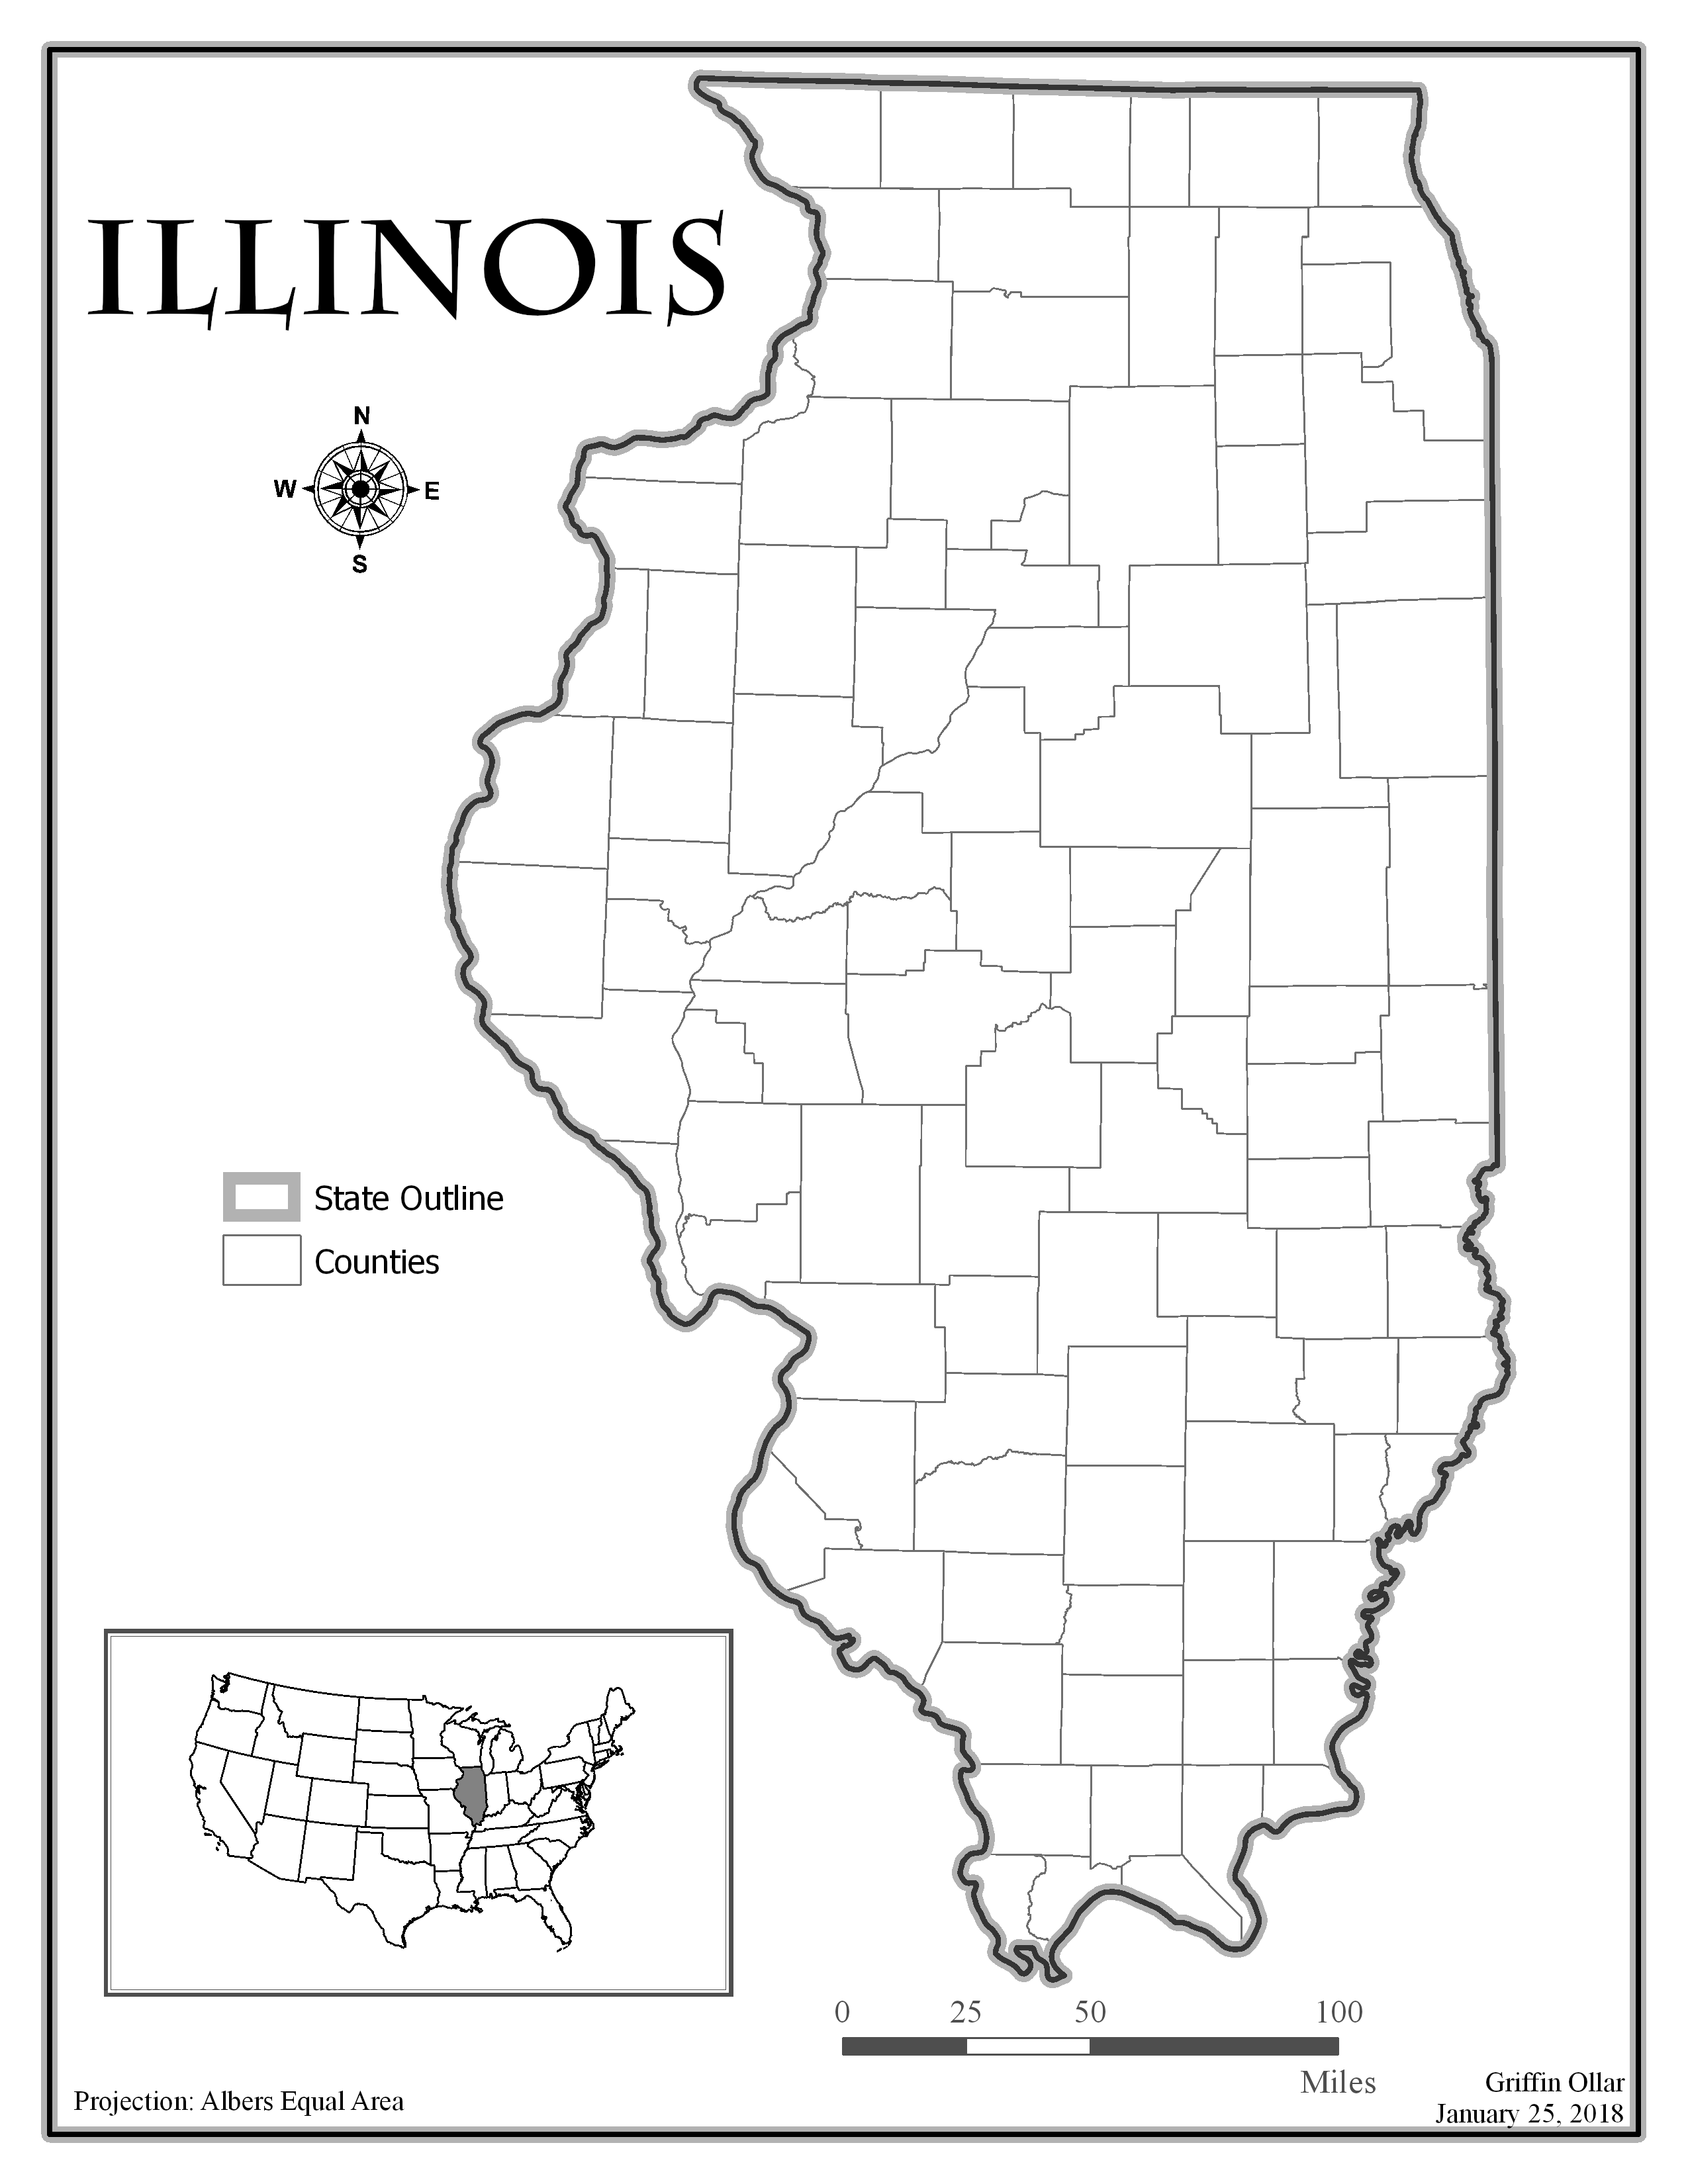 ILLINOIS
N
W E
S
State Outline
Counties
0 25 50 100
Miles
Projection: Albers Equal Area
Griffin Ollar
January 25, 2018